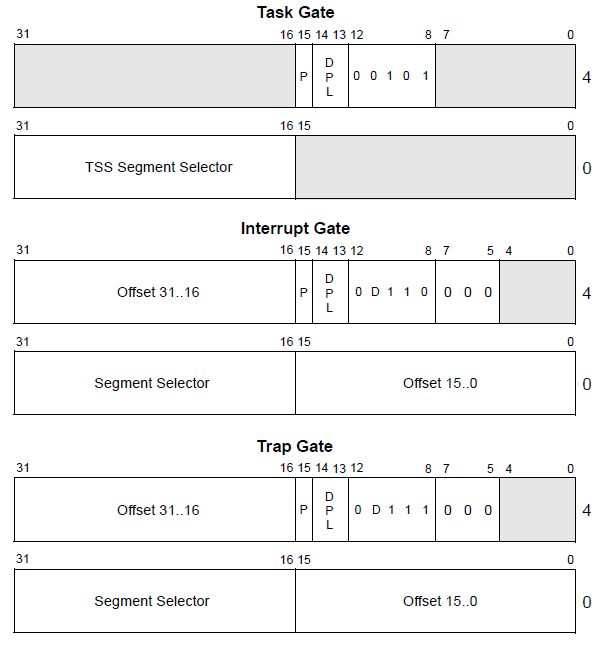 Task Gate
31 16 15 14 13 12 8 7 0
P D P L 0 0 1 0 1 4
31 16 15 0
TSS Segment Selector 0
Interrupt Gate
31 16 15 14 13 12 8 7 5 4 0
Offset 31..16 P D P L 0 D 1 1 0 0 0 0 4
31 16 15 0
Segment Selector Offset 15..0 0
Trap Gate
31 16 15 14 13 12 8 7 5 4 0
Offset 31..16 P D P L 0 D 1 1 1 0 0 0 4
31 16 15 0
Segment Selector Offset 15..0 0